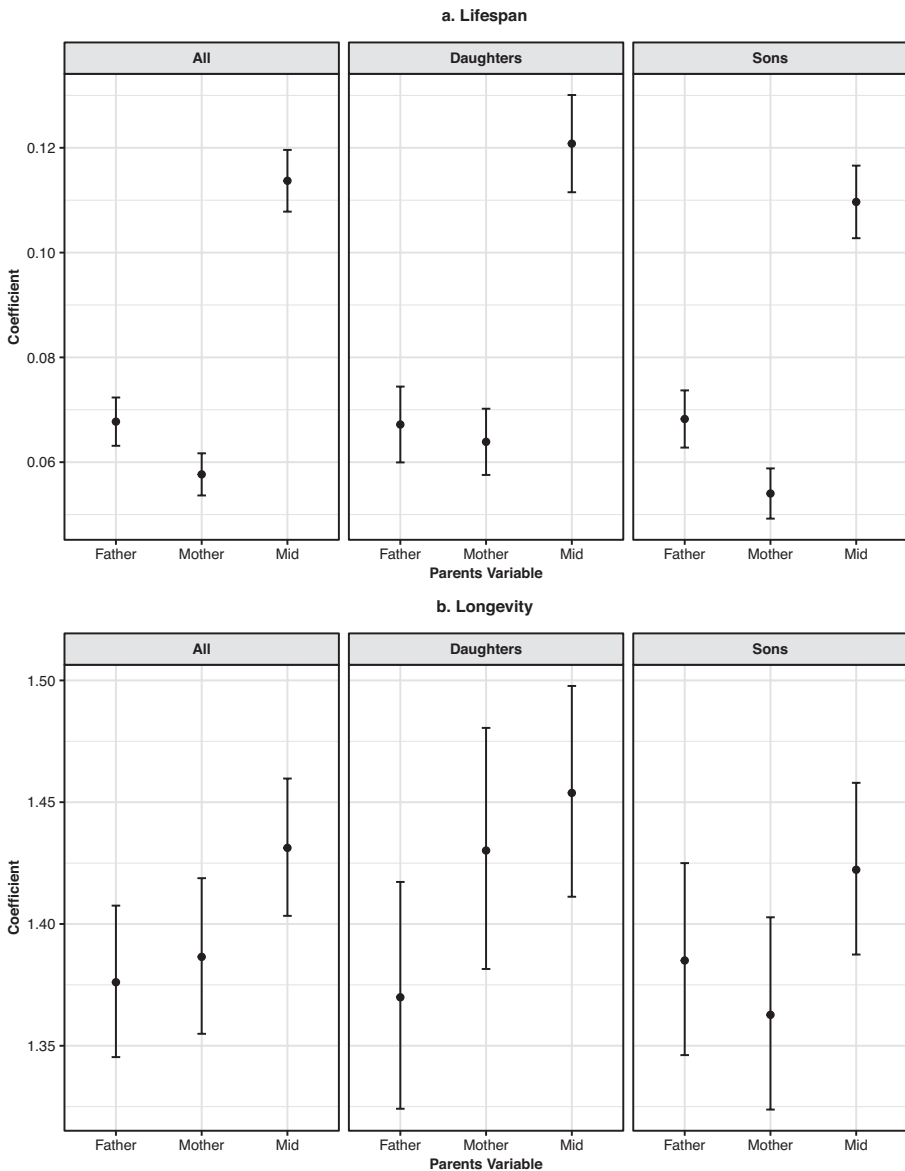 a. Lifespan
All Daughters Sons
0.12
0.10
0.08
0.06
Coefficient
Father Mother Mid Father Mother Mid Father Mother Mid
Parents Variable
b. Longevity
All Daughters Sons
1.50
1.45
1.40
1.35
Coefficient
Father Mother Mid Father Mother Mid Father Mother Mid
Parents Variable